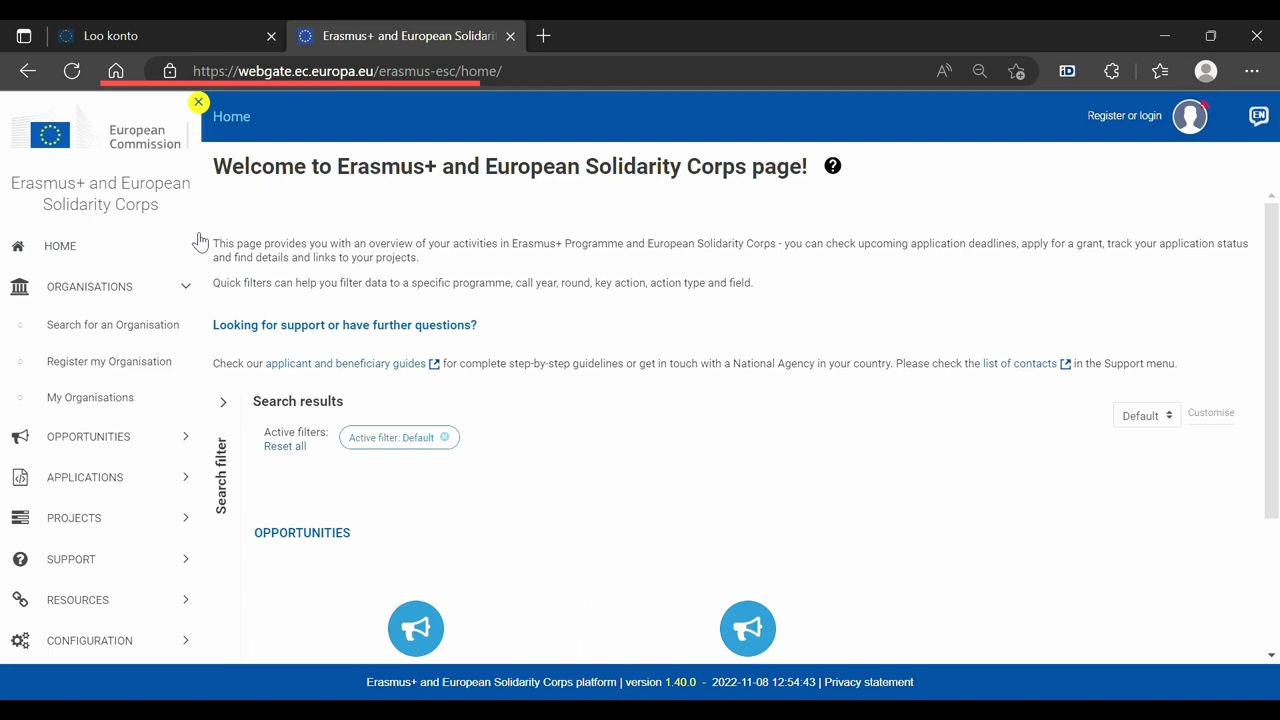 Loo konto
Erasmus+ and European Solidari
https://webgate.ec.europa.eu/erasmus-esc/home/
European
Commission
Home
Register or login
EN
Welcome to Erasmus+ and European Solidarity Corps page!
Erasmus+ and European
Solidarity Corps
HOME
This page provides you with an overview of your activities in Erasmus+ Programme and European Solidarity Corps - you can check upcoming application deadlines, apply for a grant, track your application status
and find details and links to your projects.
ORGANISATIONS
Quick filters can help you filter data to a specific programme, call year, round, key action, action type and field.
Search for an Organisation
Looking for support or have further questions?
Register my Organisation
Check our applicant and beneficiary guides for complete step-by-step guidelines or get in touch with a National Agency in your country. Please check the list of contacts in the Support menu.
My Organisations
Search results
Default
Customise
Active filters:
Reset all
Active filter: Default
Search filter
OPPORTUNITIES
APPLICATIONS
PROJECTS
OPPORTUNITIES
SUPPORT
RESOURCES
CONFIGURATION
Erasmus+ and European Solidarity Corps platform | version 1.40.0 - 2022-11-08 12:54:43 | Privacy statement